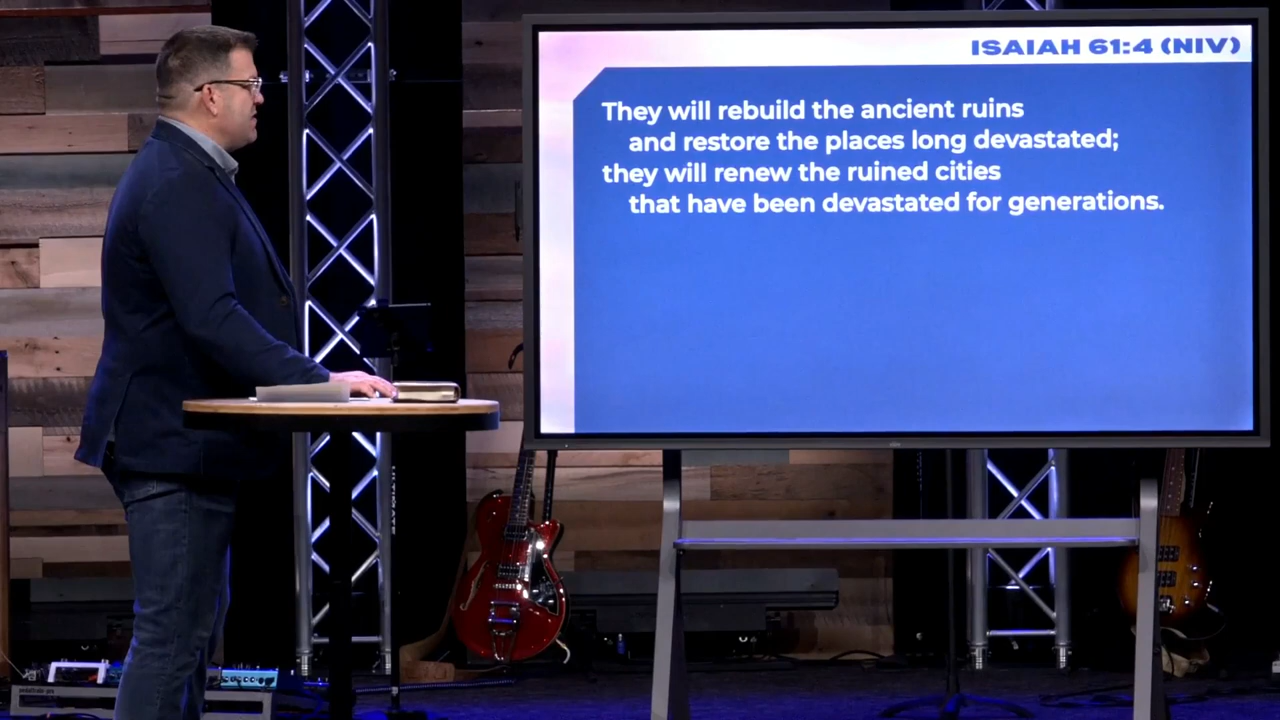 ISAIAH 61:4 (NIV)
They will rebuild the ancient ruins
and restore the places long devastated;
they will renew the ruined cities
that have been devastated for generations.
ULTIMATE